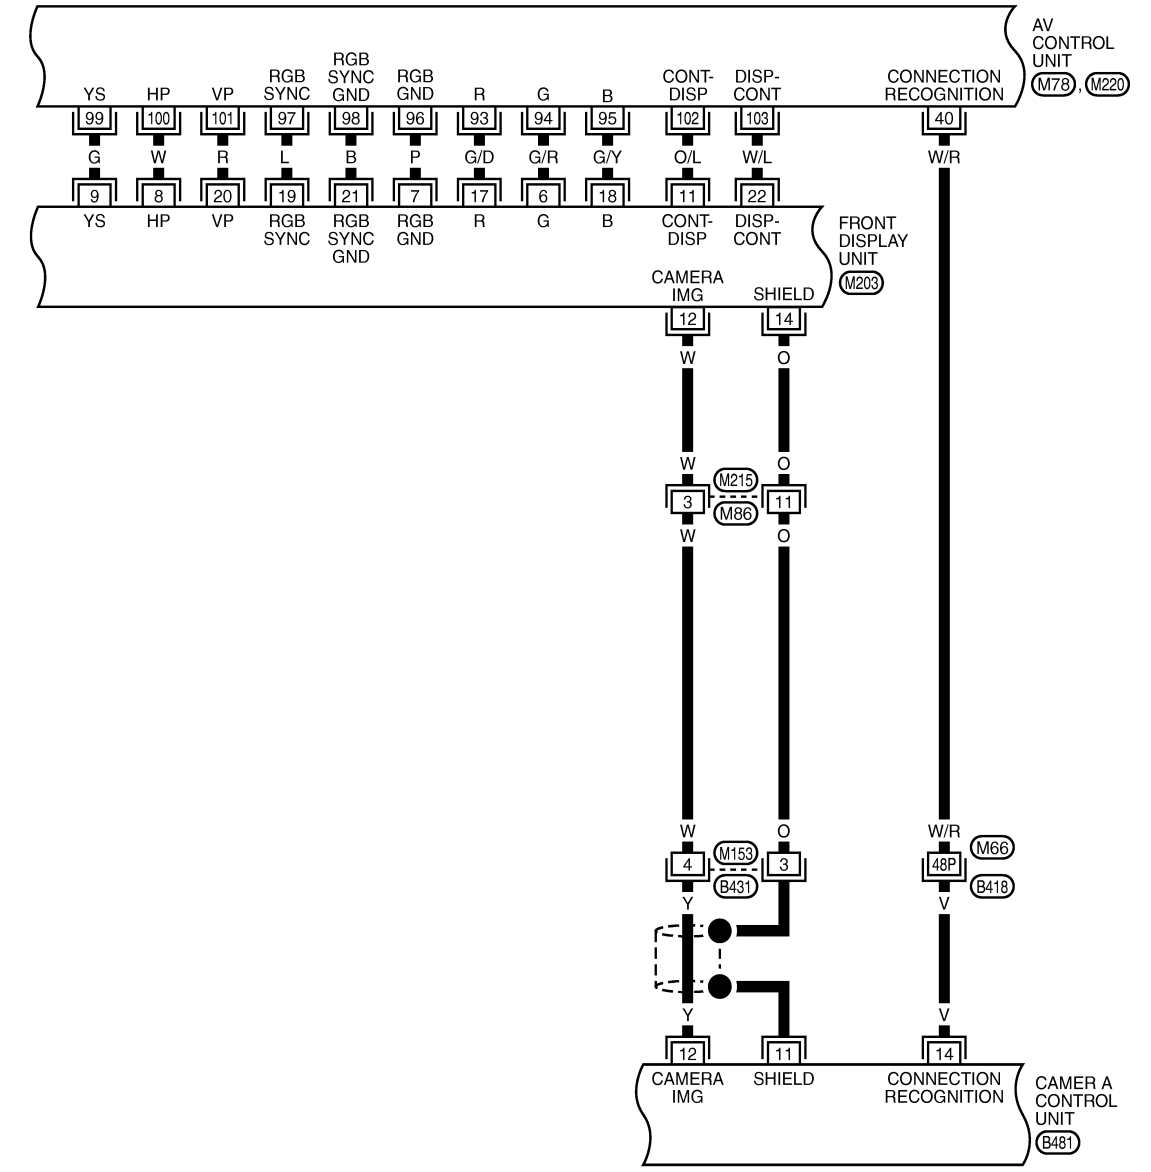 AV
CONTROL
UNIT
M78 , M220
YS HP VP RGB SYNC RGB SYNC GND RGB GND R G B CONT-DISP DISP-CONT CONNECTION RECOGNITION
99 100 101 97 98 96 93 94 95 102 103 40
G W R L B P G/D G/R G/Y O/L W/L W/R
9 8 20 19 21 7 17 6 18 11 22
YS HP VP RGB SYNC RGB SYNC GND RGB GND R G B CONT-DISP DISP-CONT
FRONT
DISPLAY
UNIT
M203
CAMERA
IMG SHIELD
12 14
W O
W O
M215
3 11
M86
W O
W O W/R
M153 M66
4 3 48P
B431 B418
Y V
Y V
12 11 14
CAMERA SHIELD CONNECTION
IMG RECOGNITION
CAMER A
CONTROL
UNIT
B481